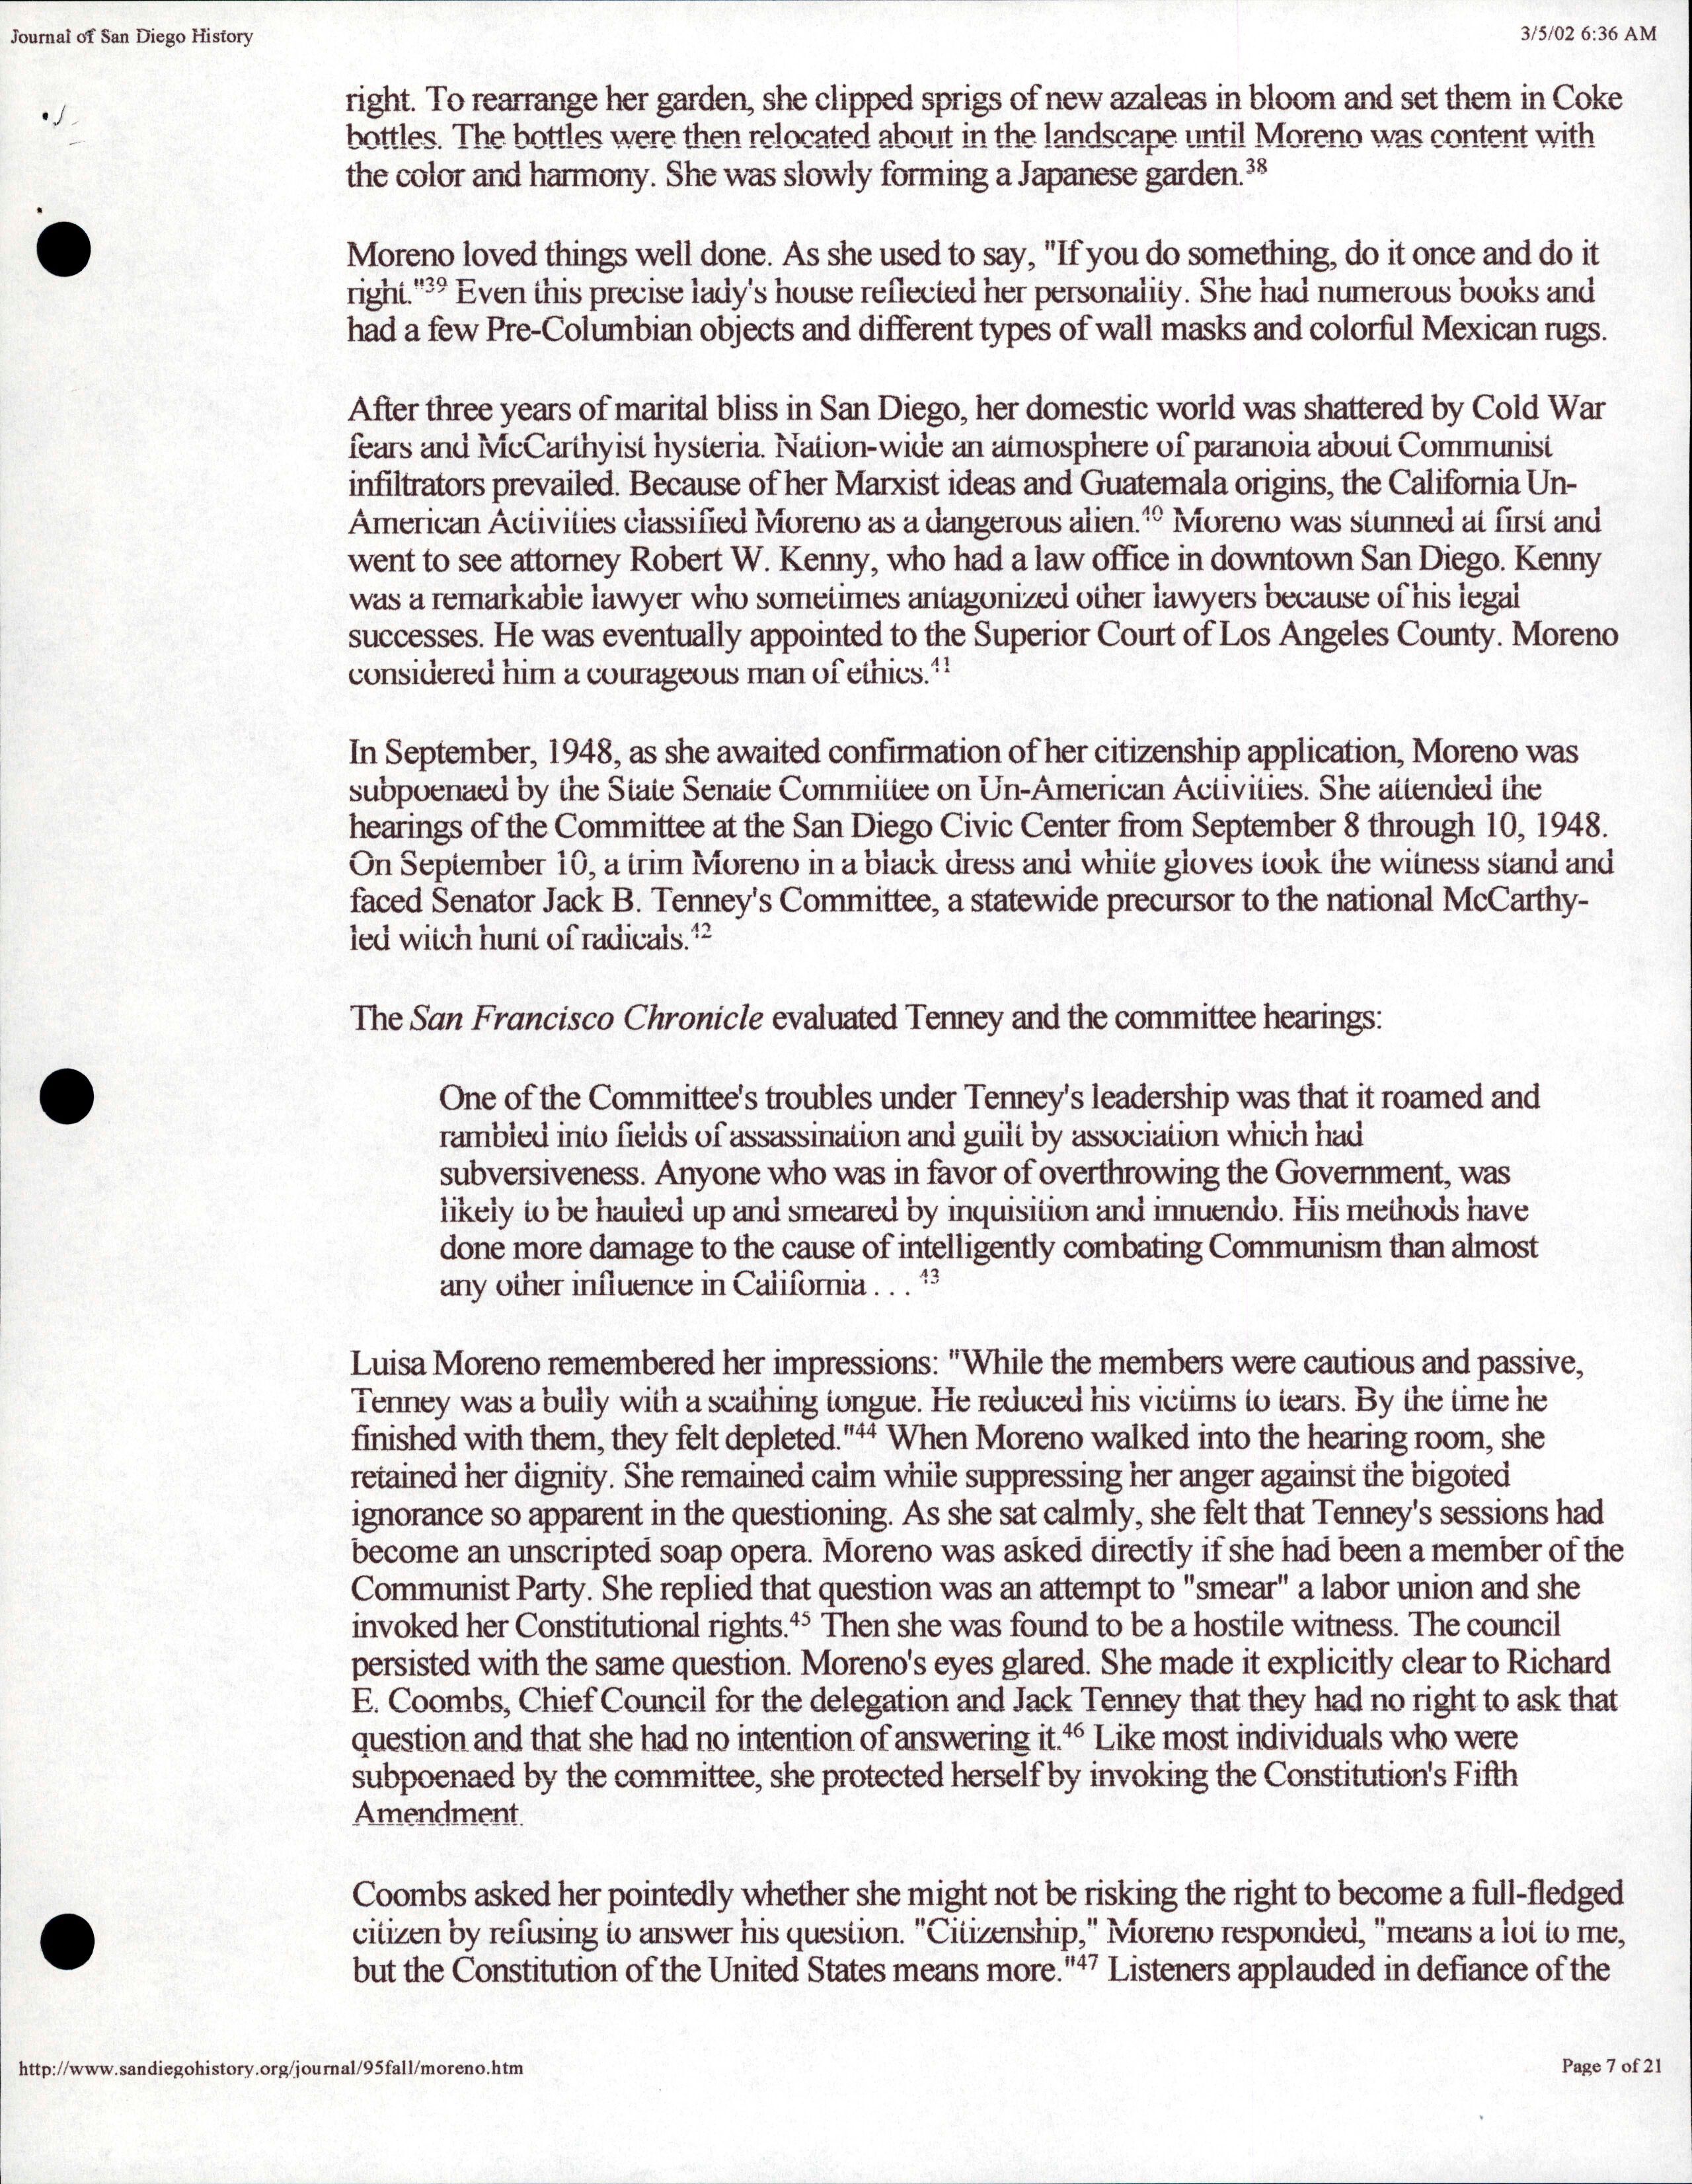 Journal of San Diego History
3/5/02 6:36 AM
right. To rearrange her garden, she clipped sprigs of new azaleas in bloom and set them in Coke
bottles. The bottles were then relocated about in the landscape until Moreno was content with
the color and harmony. She was slowly forming a Japanese garden.38
Moreno loved things well done. As she used to say, "If you do something, do it once and do it
right."39 Even this precise lady's house reflected her personality. She had numerous books and
had a few Pre-Columbian objects and different types of wall masks and colorful Mexican rugs.
After three years of marital bliss in San Diego, her domestic world was shattered by Cold War
fears and McCarthyist hysteria. Nation-wide an atmosphere of paranoia about Communist
infiltrators prevailed. Because of her Marxist ideas and Guatemala origins, the California Un-
American Activities classified Moreno as a dangerous alien.40 Moreno was stunned at first and
went to see attorney Robert W. Kenny, who had a law office in downtown San Diego. Kenny
was a remarkable lawyer who sometimes antagonized other lawyers because of his legal
successes. He was eventually appointed to the Superior Court of Los Angeles County. Moreno
considered him a courageous man of ethics.41
In September, 1948, as she awaited confirmation of her citizenship application, Moreno was
subpoenaed by the State Senate Committee on Un-American Activities. She attended the
hearings of the Committee at the San Diego Civic Center from September 8 through 10, 1948.
On September 10, a trim Moreno in a black dress and white gloves took the witness stand and
faced Senator Jack B. Tenney's Committee, a statewide precursor to the national McCarthy-
led witch hunt of radicals.42
The San Francisco Chronicle evaluated Tenney and the committee hearings:
One of the Committee's troubles under Tenney's leadership was that it roamed and
rambled into fields of assassination and guilt by association which had
subversiveness. Anyone who was in favor of overthrowing the Government, was
likely to be hauled up and smeared by inquisition and innuendo. His methods have
done more damage to the cause of intelligently combating Communism than almost
any other influence in California . . . 43
Luisa Moreno remembered her impressions: "While the members were cautious and passive,
Tenney was a bully with a scathing tongue. He reduced his victims to tears. By the time he
finished with them, they felt depleted."44 When Moreno walked into the hearing room, she
retained her dignity. She remained calm while suppressing her anger against the bigoted
ignorance so apparent in the questioning. As she sat calmly, she felt that Tenney's sessions had
become an unscripted soap opera. Moreno was asked directly if she had been a member of the
Communist Party. She replied that question was an attempt to "smear" a labor union and she
invoked her Constitutional rights.45 Then she was found to be a hostile witness. The council
persisted with the same question. Moreno's eyes glared. She made it explicitly clear to Richard
E. Coombs, Chief Council for the delegation and Jack Tenney that they had no right to ask that
question and that she had no intention of answering it.46 Like most individuals who were
subpoenaed by the committee, she protected herself by invoking the Constitution's Fifth
Amendment.
Coombs asked her pointedly whether she might not be risking the right to become a full-fledged
citizen by refusing to answer his question. "Citizenship," Moreno responded, "means a lot to me,
but the Constitution of the United States means more."47 Listeners applauded in defiance of the
http://www.sandiegohistory.org/journal/95fall/moreno.htm
Page 7 of 21